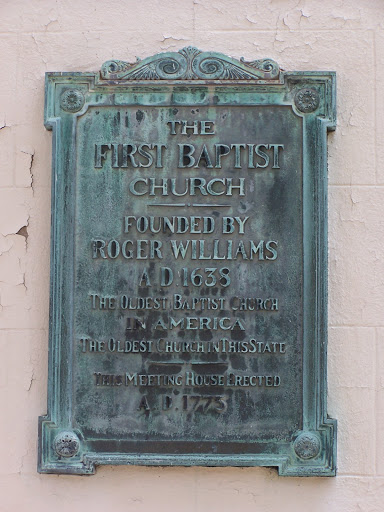 THE
FIRST BAPTIST
CHURCH
FOUNDED BY
ROGER WILLIAMS
A.D. 1638
THE OLDEST BAPTIST CHURCH
IN AMERICA
THE OLDEST CHURCH IN THIS STATE
THIS MEETING HOUSE ERECTED
A.D. 1775